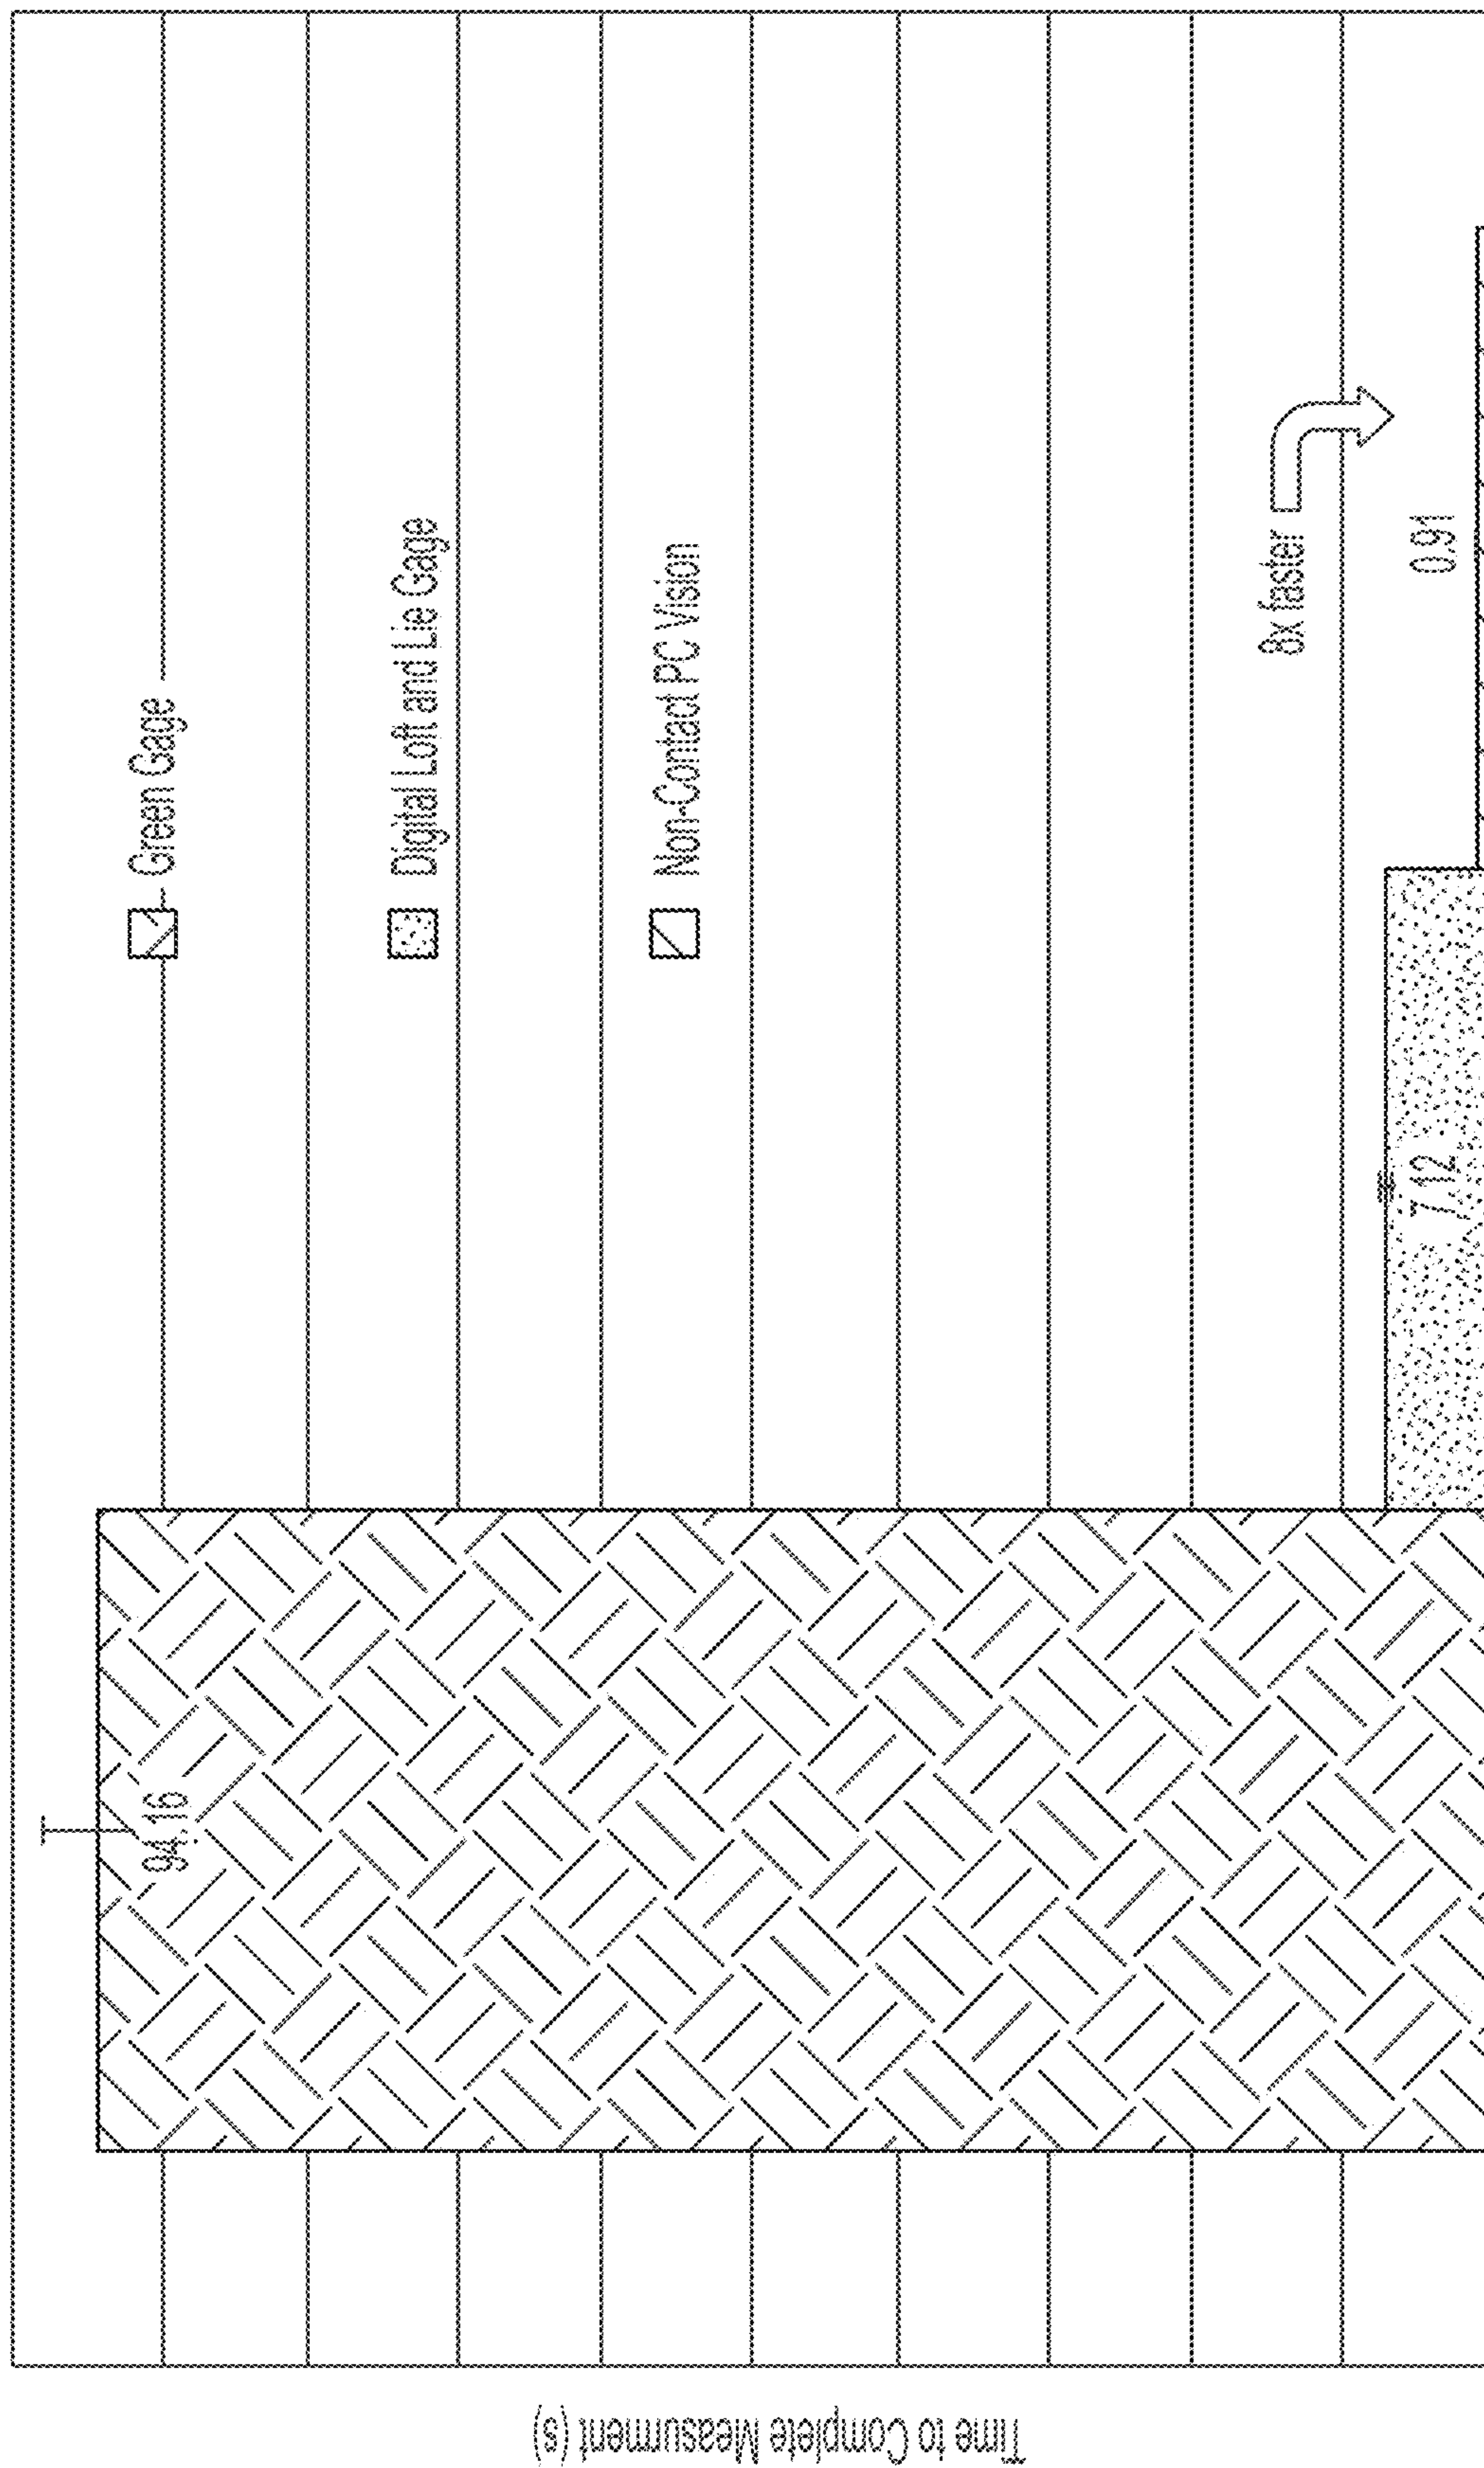 Time to Complete Measurment (s)
94.16
7.12
0.91
8x faster
Green Gage
Digital Loft and Lie Gage
Non-Contact PC Vision